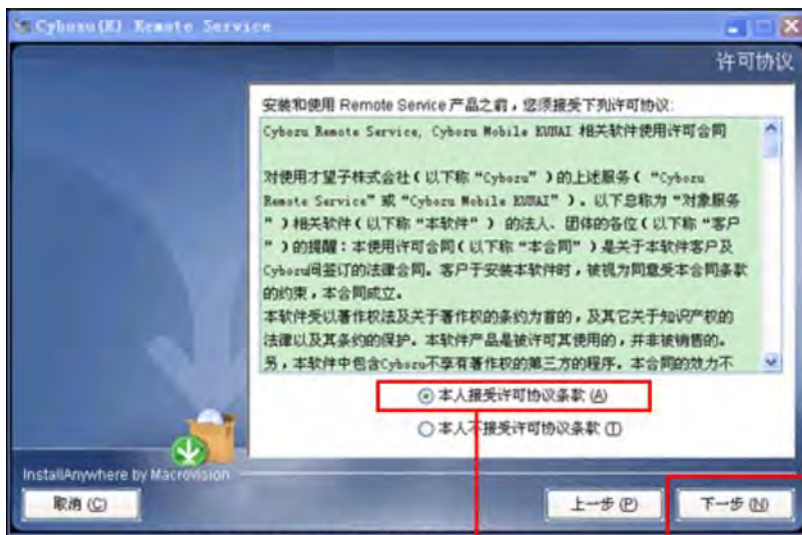 Cybozu(R) Remote Service
许可协议
安装和使用 Remote Service 产品之前，您须接受下列许可协议:
Cybozu Remote Service, Cybozu Mobile KUNAI 相关软件使用许可合同
对使用才望子株式会社（以下称“Cybozu”）的上述服务（ “Cybozu
Remote Service”或 “Cybozu Mobile KUNAI”）。以下总称为 “对象服务
”）相关软件（以下称 “本软件”） 的法人、团体的各位（以下称 “客户
”）的提醒：本使用许可合同（以下称 “本合同”）是关于本软件客户及
Cybozu间签订的法律合同。客户于安装本软件时，被视为同意受本合同条款
的约束，本合同成立。
本软件受以著作权法及关于著作权的条约为首的，及其它关于知识产权的
法律以及其条约的保护。本软件产品是被许可其使用的，并非被销售的。
另，本软件中包含Cybozu不享有著作权的第三方的程序。本合同的效力不
本人接受许可协议条款 (A)
本人不接受许可协议条款 (T)
InstallAnywhere by Macrovision
取消 (C)
上一步 (P)
下一步 (N)